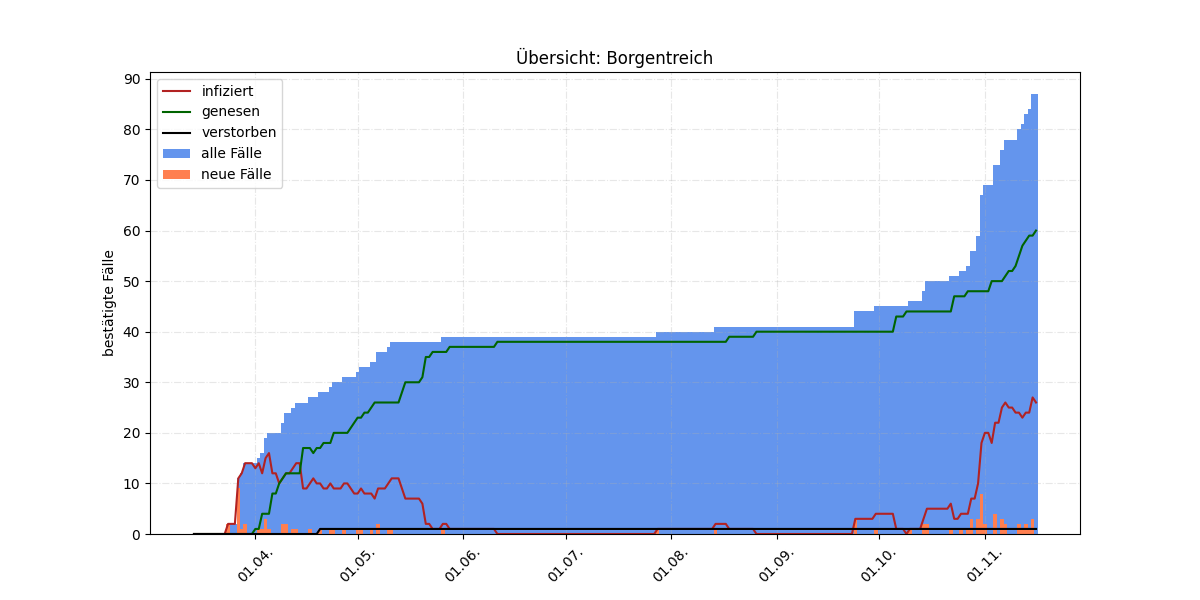 Übersicht: Borgentreich
bestätigte Fälle
90
80
70
60
50
40
30
20
10
0
infiziert
genesen
verstorben
alle Fälle
neue Fälle
01.04.
01.05.
01.06.
01.07.
01.08.
01.09.
01.10.
01.11.